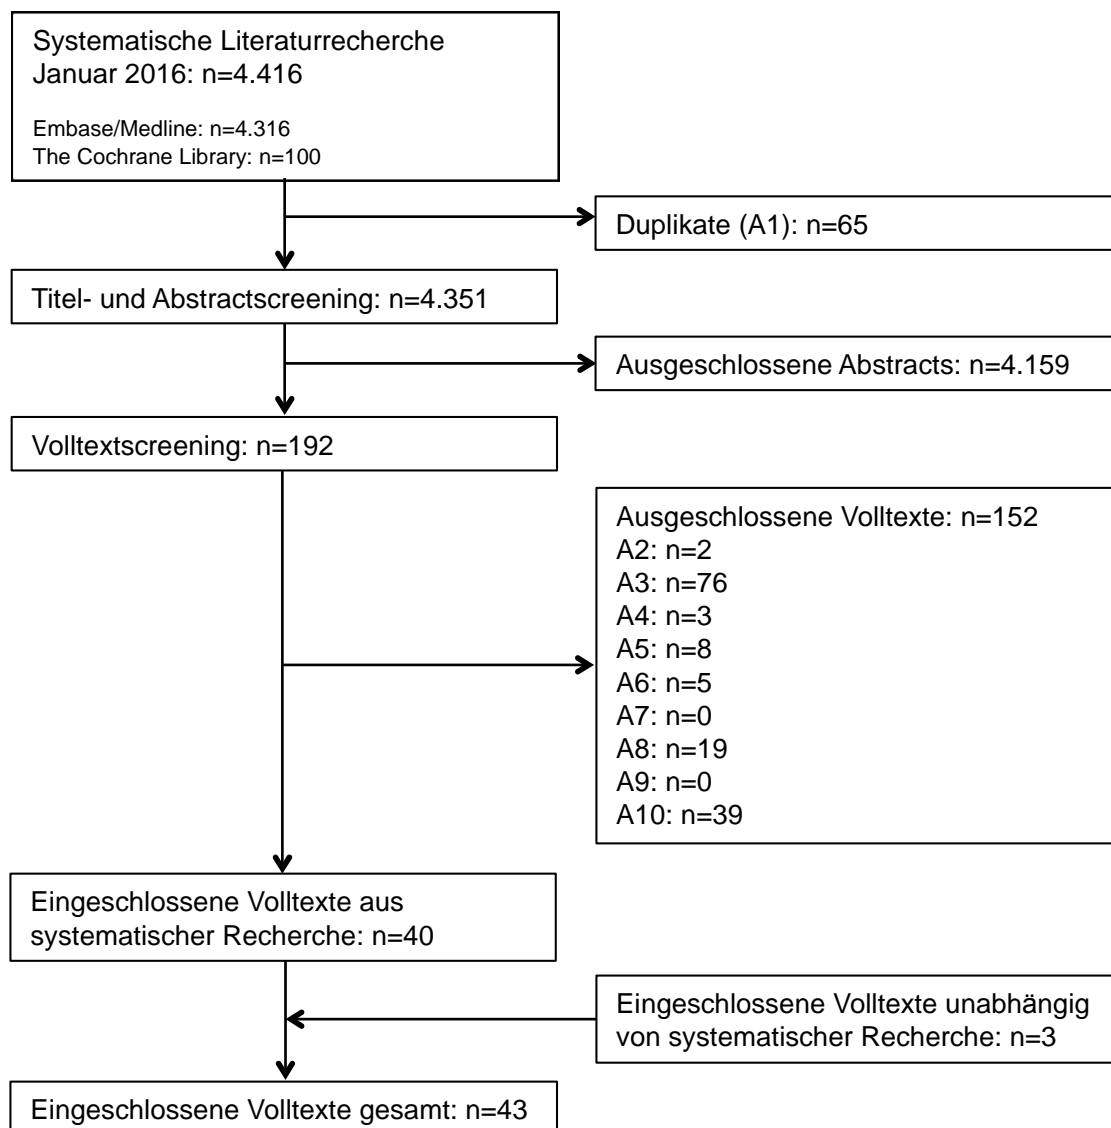 Systematische Literaturrecherche
Januar 2016: n=4.416
Embase/Medline: n=4.316
The Cochrane Library: n=100
Duplikate (A1): n=65
Titel- und Abstractscreening: n=4.351
Ausgeschlossene Abstracts: n=4.159
Volltextscreening: n=192
Ausgeschlossene Volltexte: n=152
A2: n=2
A3: n=76
A4: n=3
A5: n=8
A6: n=5
A7: n=0
A8: n=19
A9: n=0
A10: n=39
Eingeschlossene Volltexte aus
systematischer Recherche: n=40
Eingeschlossene Volltexte unabhängig
von systematischer Recherche: n=3
Eingeschlossene Volltexte gesamt: n=43